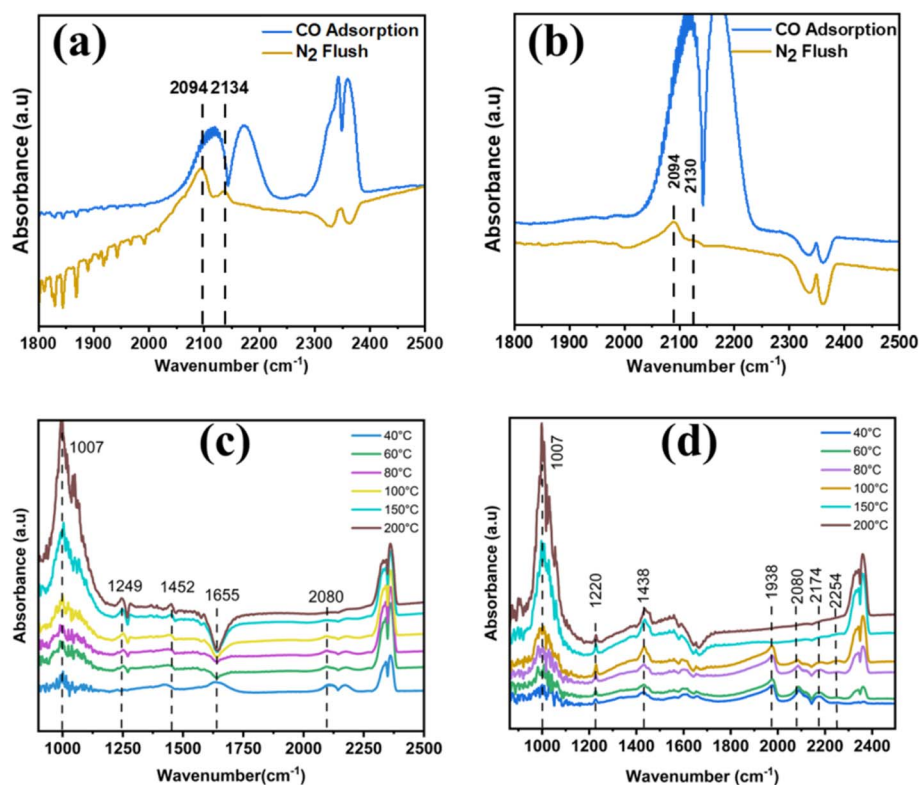 (a)
CO Adsorption
N2 Flush
2094 2134
Absorbance (a.u)
1800 1900 2000 2100 2200 2300 2400 2500
Wavenumber (cm-1)
(b)
CO Adsorption
N2 Flush
2094
2130
Absorbance (a.u)
1800 1900 2000 2100 2200 2300 2400 2500
Wavenumber (cm-1)
(c)
40°C
60°C
80°C
100°C
150°C
200°C
1007
1249 1452 1655 2080
Absorbance (a.u)
1000 1250 1500 1750 2000 2250 2500
Wavenumber(cm-1)
(d)
40°C
60°C
80°C
100°C
150°C
200°C
1007
1220
1438
1938
2080
2174
2254
Absorbance (a.u)
1000 1200 1400 1600 1800 2000 2200 2400
Wavenumber (cm-1)